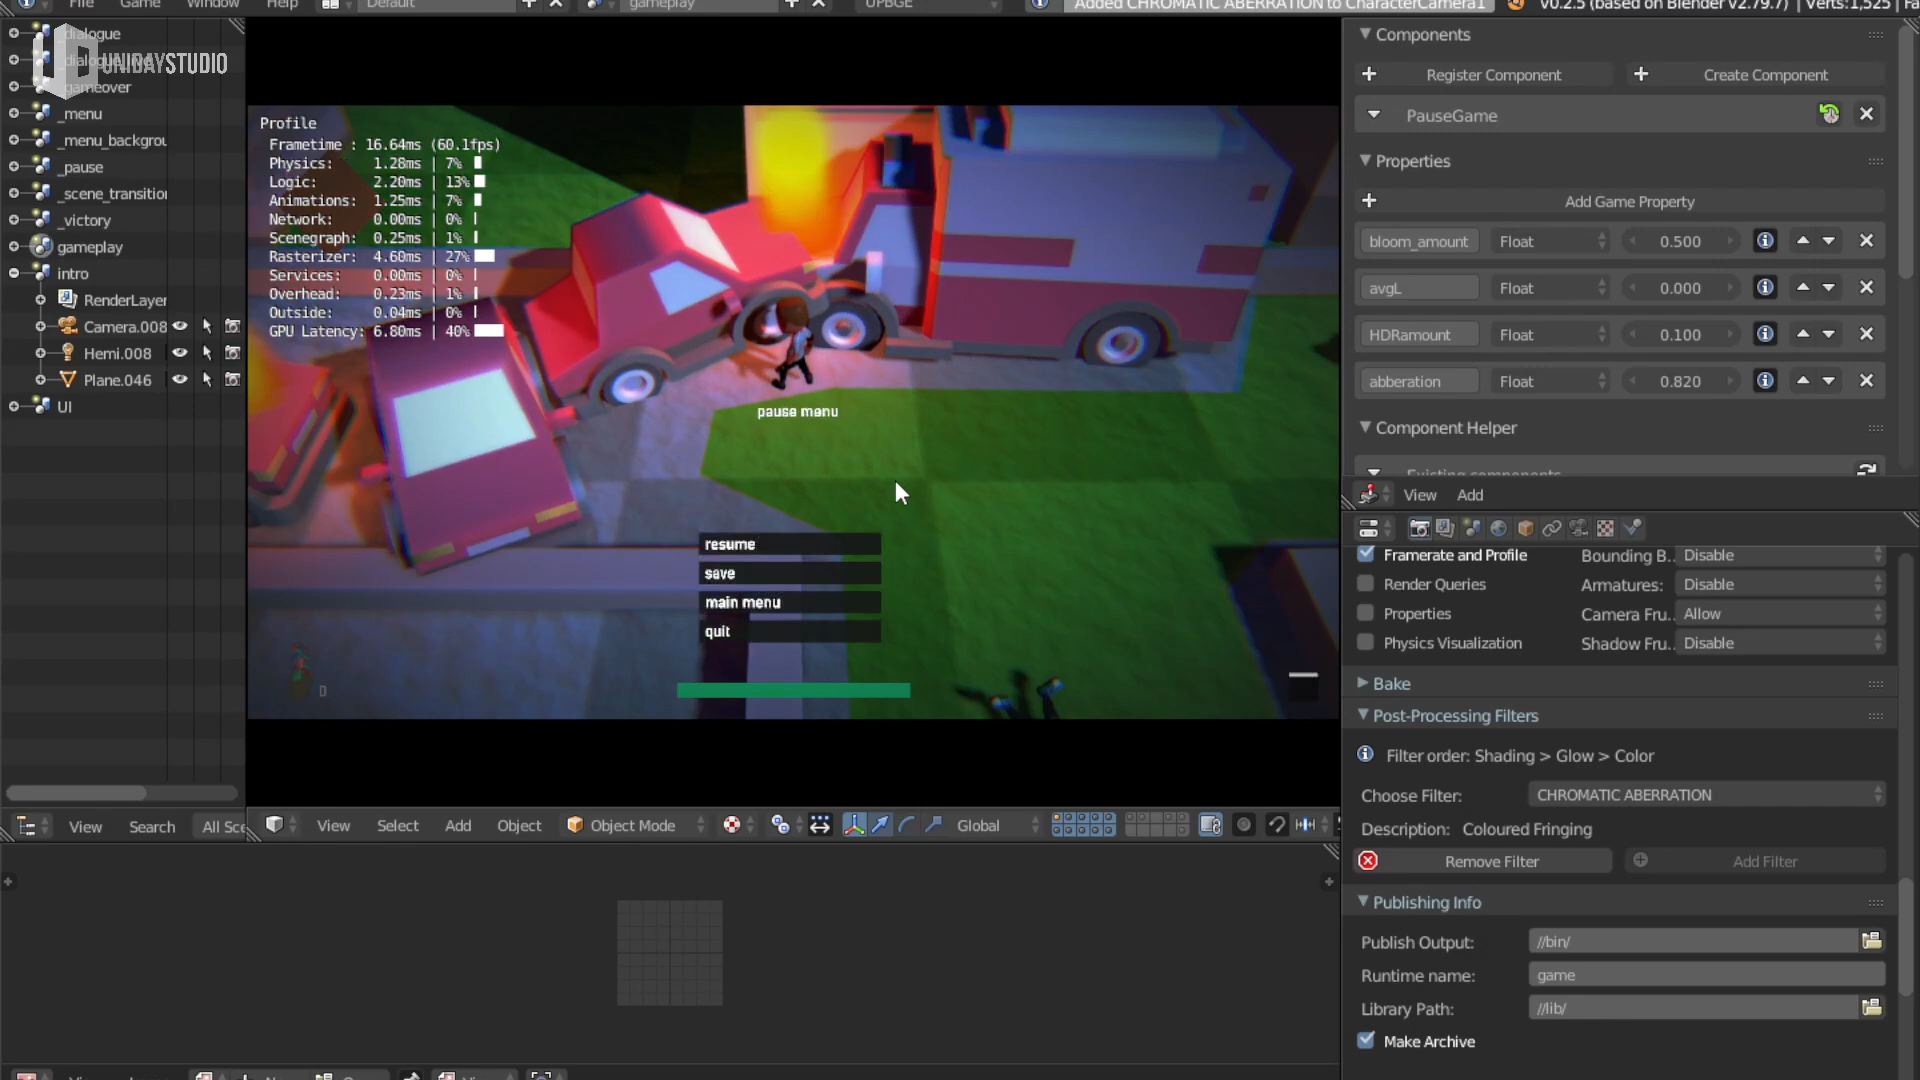 File Game Window Help Default gameplay UPBGE Added CHROMATIC ABERRATION to CharacterCamera1 v0.2.5 (based on Blender v2.79.7) | Verts:1,525 | Fa
_dialogue
UNIDAYSTUDIO
_gameover
_menu
_menu_backgrou
_pause
_scene_transition
_victory
gameplay
intro
RenderLayer
Camera.008
Hemi.008
Plane.046
UI
View Search All Sce
Profile
Frametime : 16.64ms (60.1fps)
Physics: 1.28ms | 7%
Logic: 2.20ms | 13%
Animations: 1.25ms | 7%
Network: 0.00ms | 0%
Scenegraph: 0.25ms | 1%
Rasterizer: 4.60ms | 27%
Services: 0.00ms | 0%
Overhead: 0.23ms | 1%
Outside: 0.04ms | 0%
GPU Latency: 6.80ms | 40%
pause menu
resume
save
main menu
quit
View Select Add Object Object Mode Global
Components
Register Component Create Component
PauseGame
Properties
Add Game Property
bloom_amount Float 0.500
avgL Float 0.000
HDRamount Float 0.100
abberation Float 0.820
Component Helper
Existing components
View Add
Framerate and Profile Bounding B.. Disable
Render Queries Armatures: Disable
Properties Camera Fru.. Allow
Physics Visualization Shadow Fru.. Disable
Bake
Post-Processing Filters
Filter order: Shading > Glow > Color
Choose Filter: CHROMATIC ABERRATION
Description: Coloured Fringing
Remove Filter Add Filter
Publishing Info
Publish Output: //bin/
Runtime name: game
Library Path: //lib/
Make Archive